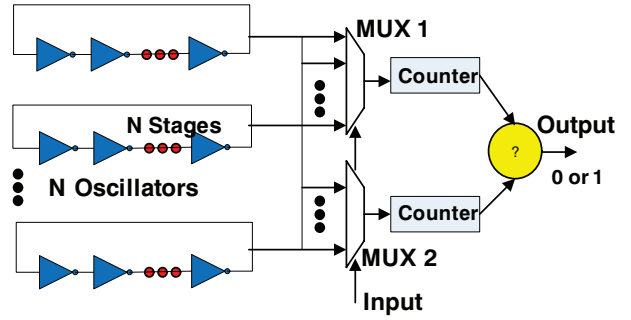 MUX 1
Counter
N Stages
Output
?
0 or 1
N Oscillators
Counter
MUX 2
Input